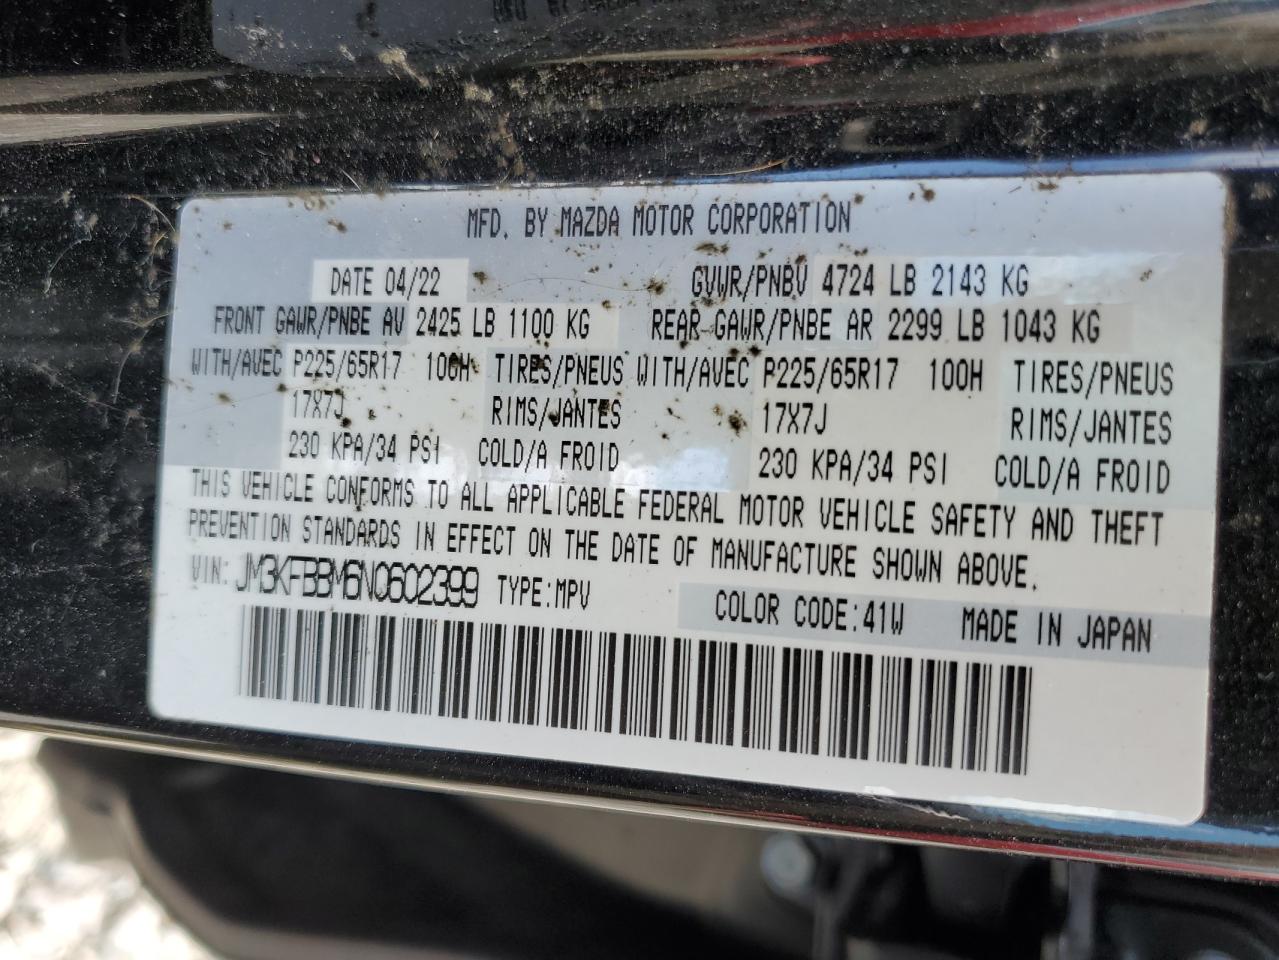 MFD. BY MAZDA MOTOR CORPORATION
DATE 04/22 GVWR/PNBV 4724 LB 2143 KG
FRONT GAWR/PNBE AV 2425 LB 1100 KG REAR GAWR/PNBE AR 2299 LB 1043 KG
WITH/AVEC P225/65R17 100H TIRES/PNEUS WITH/AVEC P225/65R17 100H TIRES/PNEUS
17X7J RIMS/JANTES 17X7J RIMS/JANTES
230 KPA/34 PSI COLD/A FROID 230 KPA/34 PSI COLD/A FROID
THIS VEHICLE CONFORMS TO ALL APPLICABLE FEDERAL MOTOR VEHICLE SAFETY AND THEFT
PREVENTION STANDARDS IN EFFECT ON THE DATE OF MANUFACTURE SHOWN ABOVE.
VIN: JM3KFBBM6N0602399 TYPE:MPV COLOR CODE:41W MADE IN JAPAN